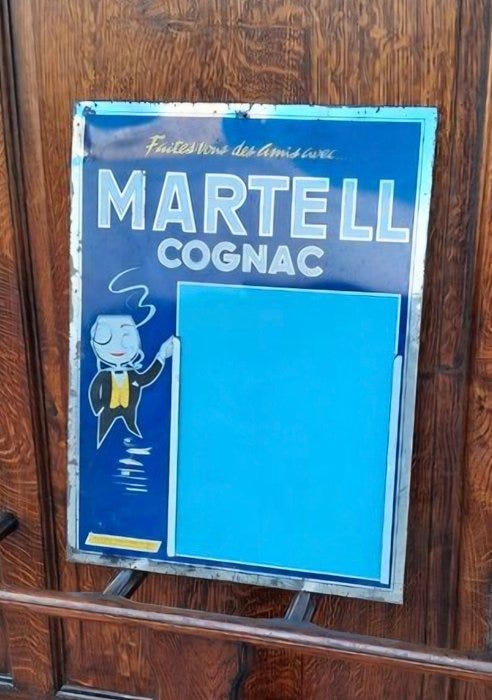 Faites vous des Amis avec...
MARTELL
COGNAC